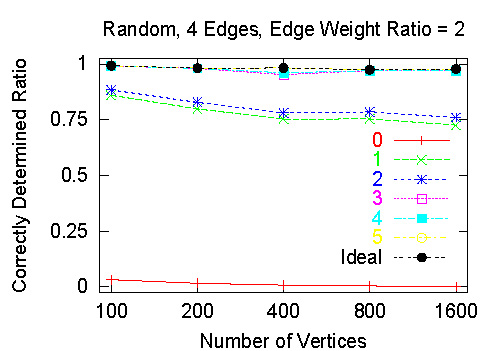 Random, 4 Edges, Edge Weight Ratio = 2
Correctly Determined Ratio
1
0.75
0.5
0.25
0
0
1
2
3
4
5
Ideal
100 200 400 800 1600
Number of Vertices